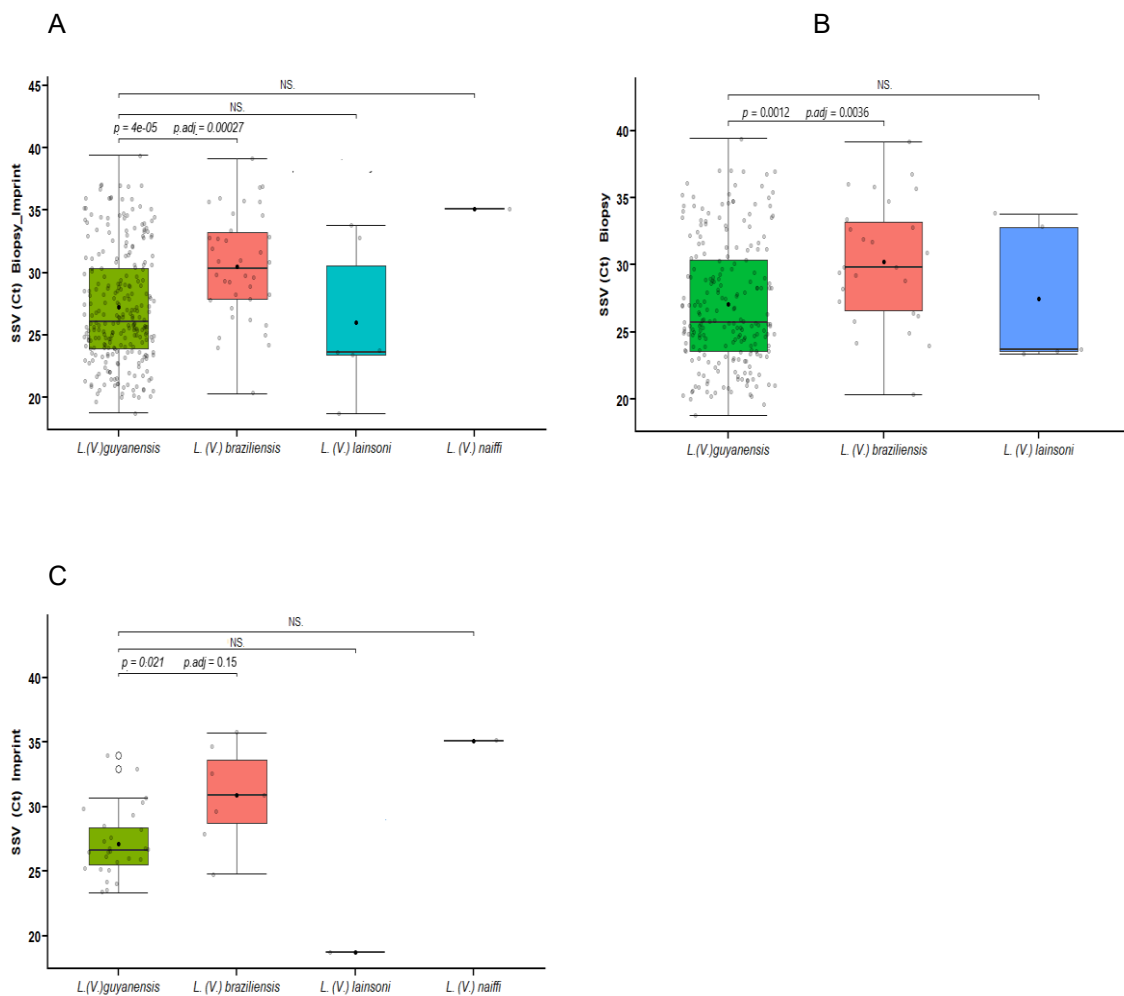 A
B
SSV (Ct) Biopsy_Imprint
45
40
35
30
25
20
NS.
NS.
p = 4e-05 p.adj = 0.00027
L.(V.)guyanensis L. (V.) braziliensis L. (V.) lainsoni L. (V.) naiffi
SSV (Ct) Biopsy
40
35
30
25
20
NS.
p = 0.0012 p.adj = 0.0036
L.(V.)guyanensis L. (V.) braziliensis L. (V.) lainsoni
C
SSV (Ct) Imprint
40
35
30
25
20
NS.
NS.
p = 0.021 p.adj = 0.15
L.(V.)guyanensis L. (V.) braziliensis L. (V.) lainsoni L. (V.) naiffi